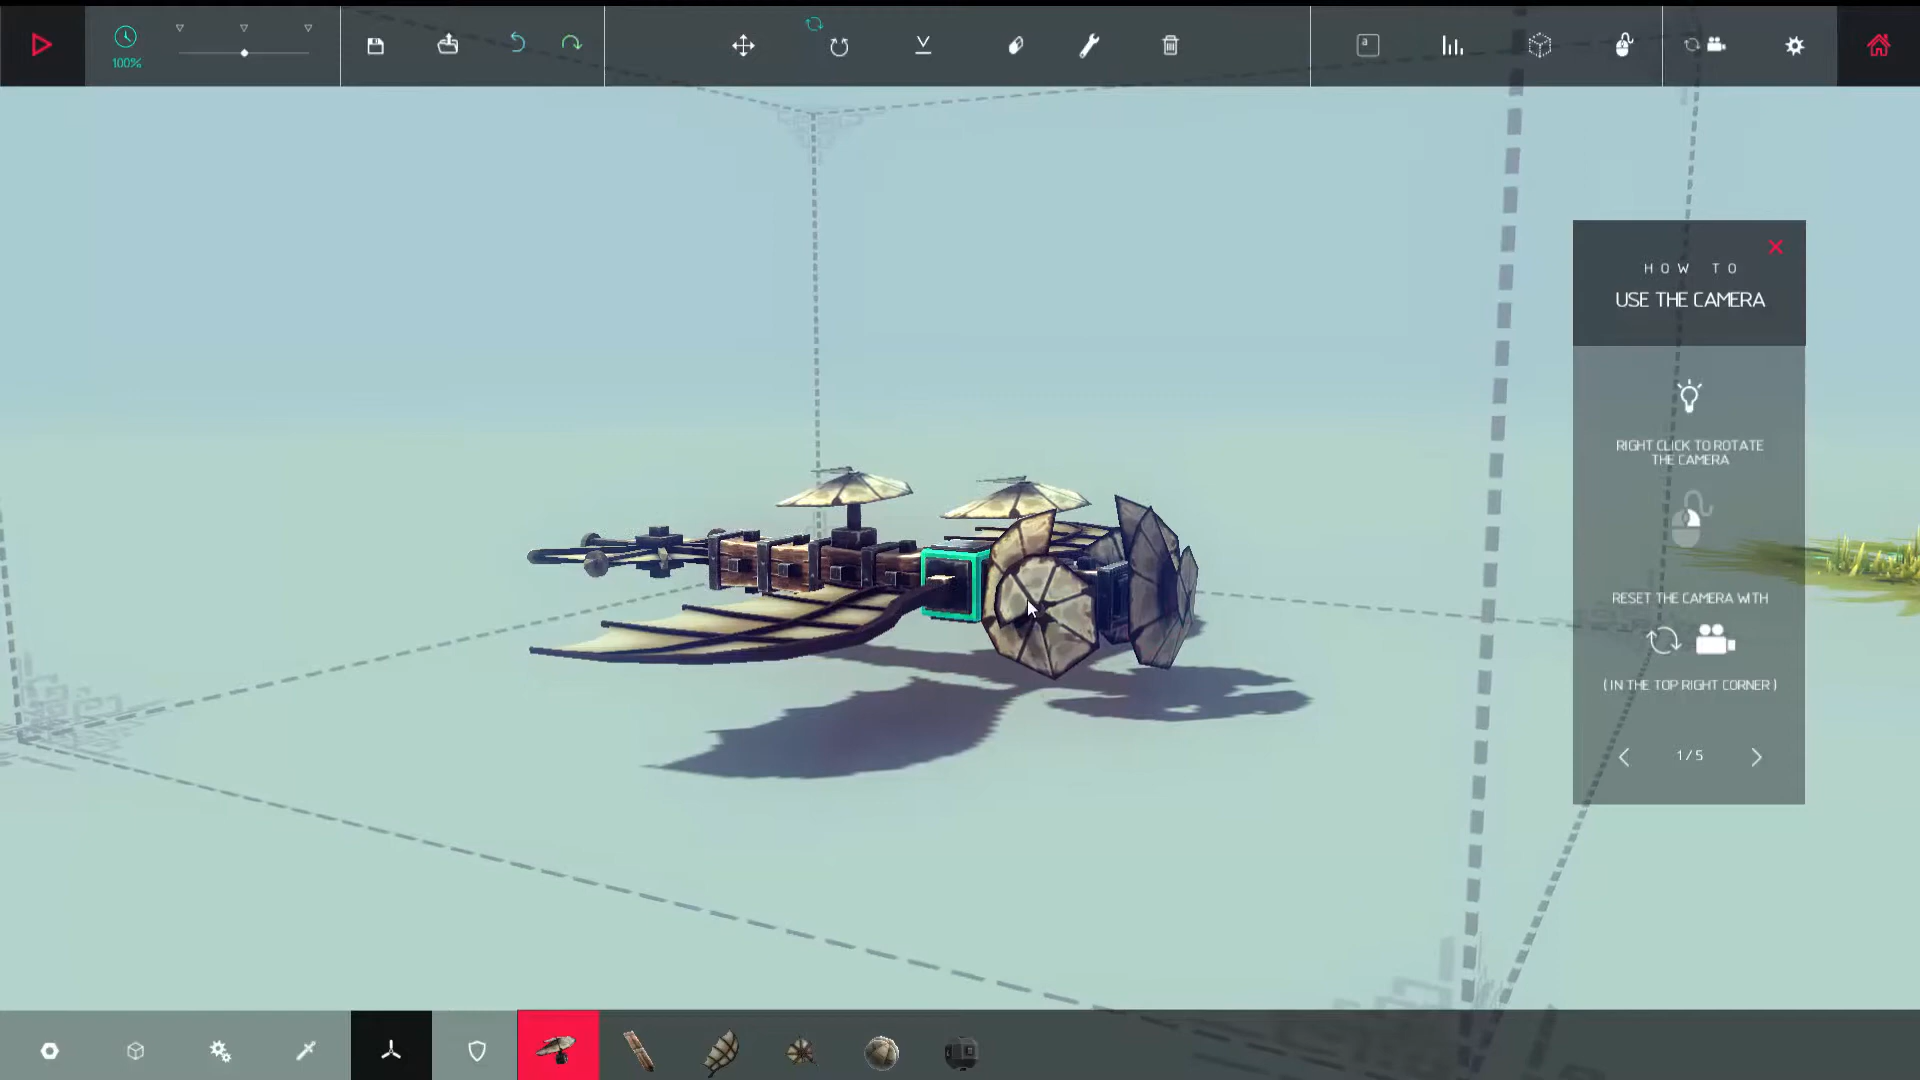 100%
a
HOW TO
USE THE CAMERA
RIGHT CLICK TO ROTATE
THE CAMERA
RESET THE CAMERA WITH
( IN THE TOP RIGHT CORNER )
1/5